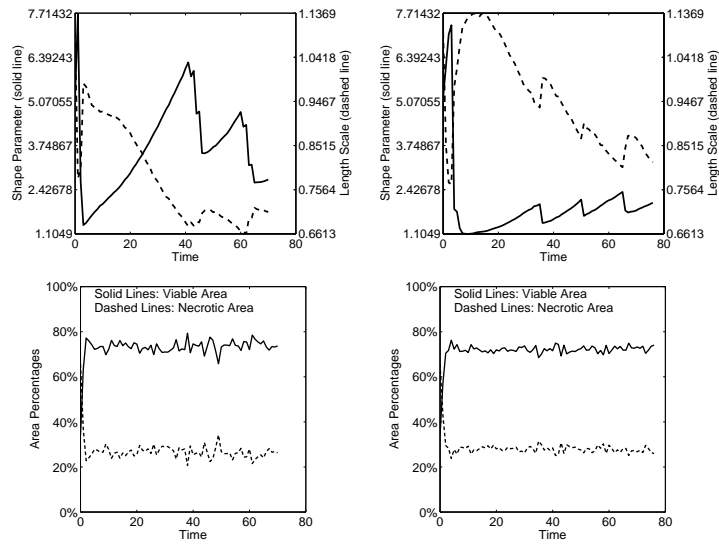 7.71432
6.39243
5.07055
3.74867
2.42678
1.1049
Shape Parameter (solid line)
1.1369
1.0418
0.9467
0.8515
0.7564
0.6613
Length Scale (dashed line)
0 20 40 60 80
Time
7.71432
6.39243
5.07055
3.74867
2.42678
1.1049
Shape Parameter (solid line)
1.1369
1.0418
0.9467
0.8515
0.7564
0.6613
Length Scale (dashed line)
0 20 40 60 80
Time
100%
80%
60%
40%
20%
0%
Area Percentages
Solid Lines: Viable Area
Dashed Lines: Necrotic Area
0 20 40 60 80
Time
100%
80%
60%
40%
20%
0%
Area Percentages
Solid Lines: Viable Area
Dashed Lines: Necrotic Area
0 20 40 60 80
Time